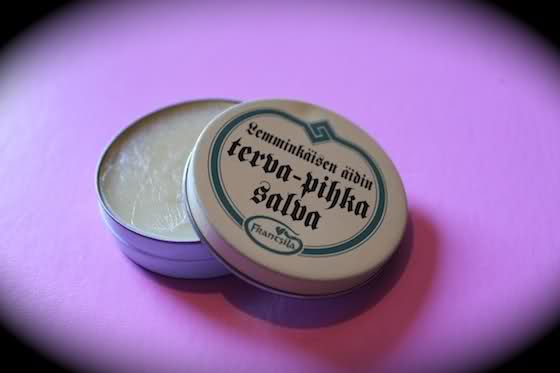 Lemminkäisen äidin
terva-pihka
salva
Frantsila